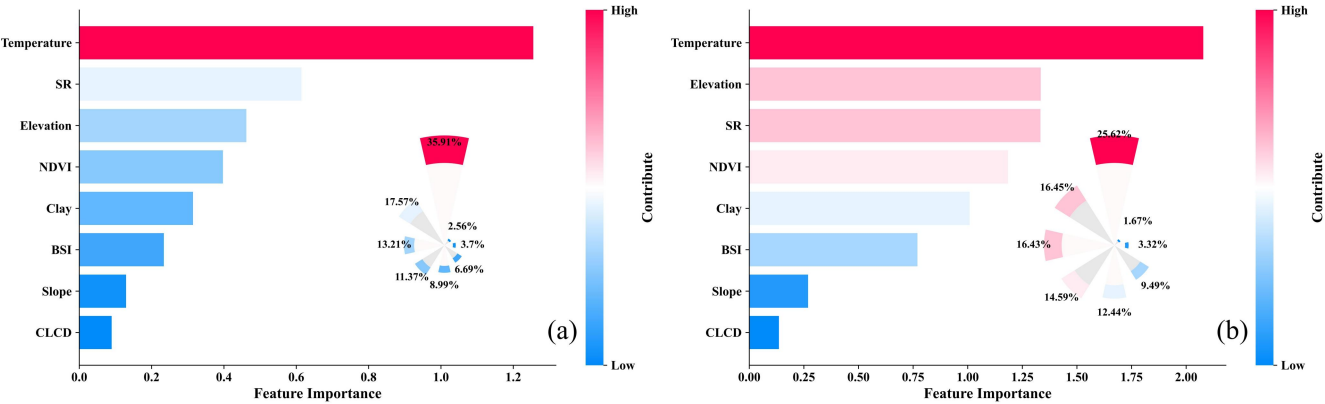 Temperature
SR
Elevation
NDVI
Clay
BSI
Slope
CLCD
0.0 0.2 0.4 0.6 0.8 1.0 1.2
Feature Importance
35.91%
17.57%
13.21%
11.37%
8.99%
6.69%
3.7%
2.56%
(a)
High
Contribute
Low
Temperature
Elevation
SR
NDVI
Clay
BSI
Slope
CLCD
0.00 0.25 0.50 0.75 1.00 1.25 1.50 1.75 2.00
Feature Importance
25.62%
16.45%
16.43%
14.59%
12.44%
9.49%
3.32%
1.67%
(b)
High
Contribute
Low